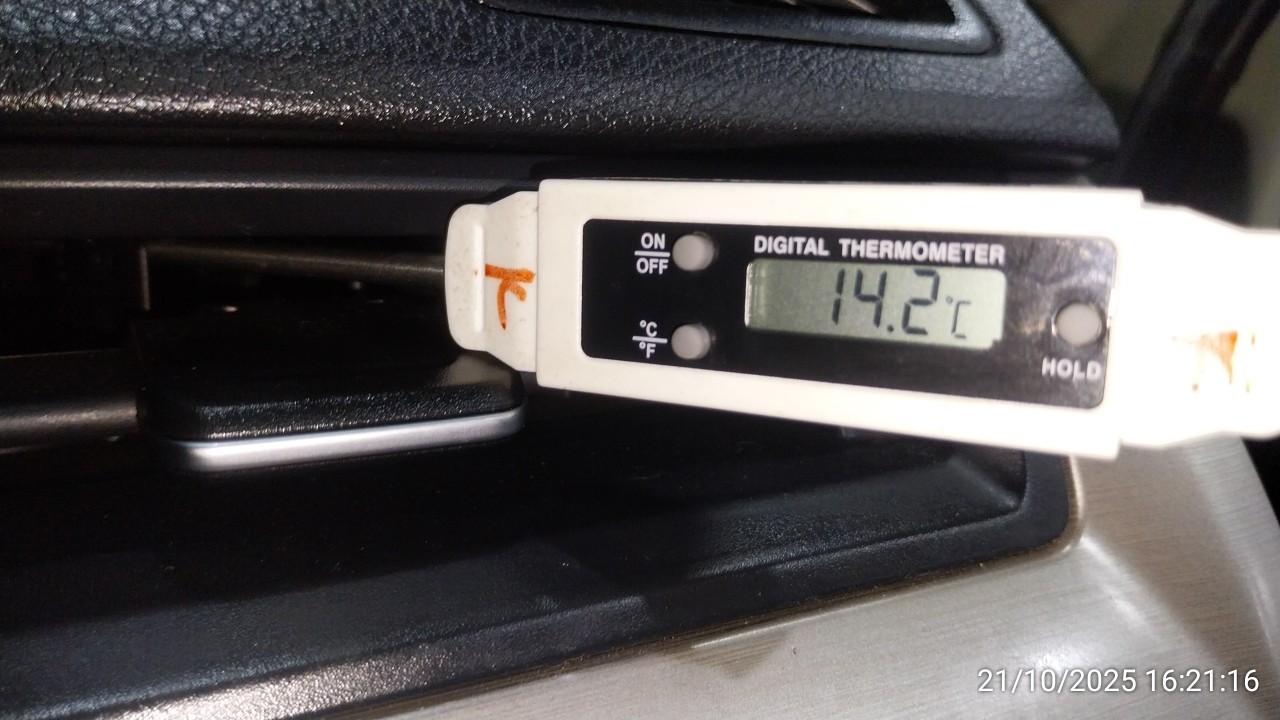 ON
OFF
DIGITAL THERMOMETER
14.2°C
°C
°F
HOLD
21/10/2025 16:21:16